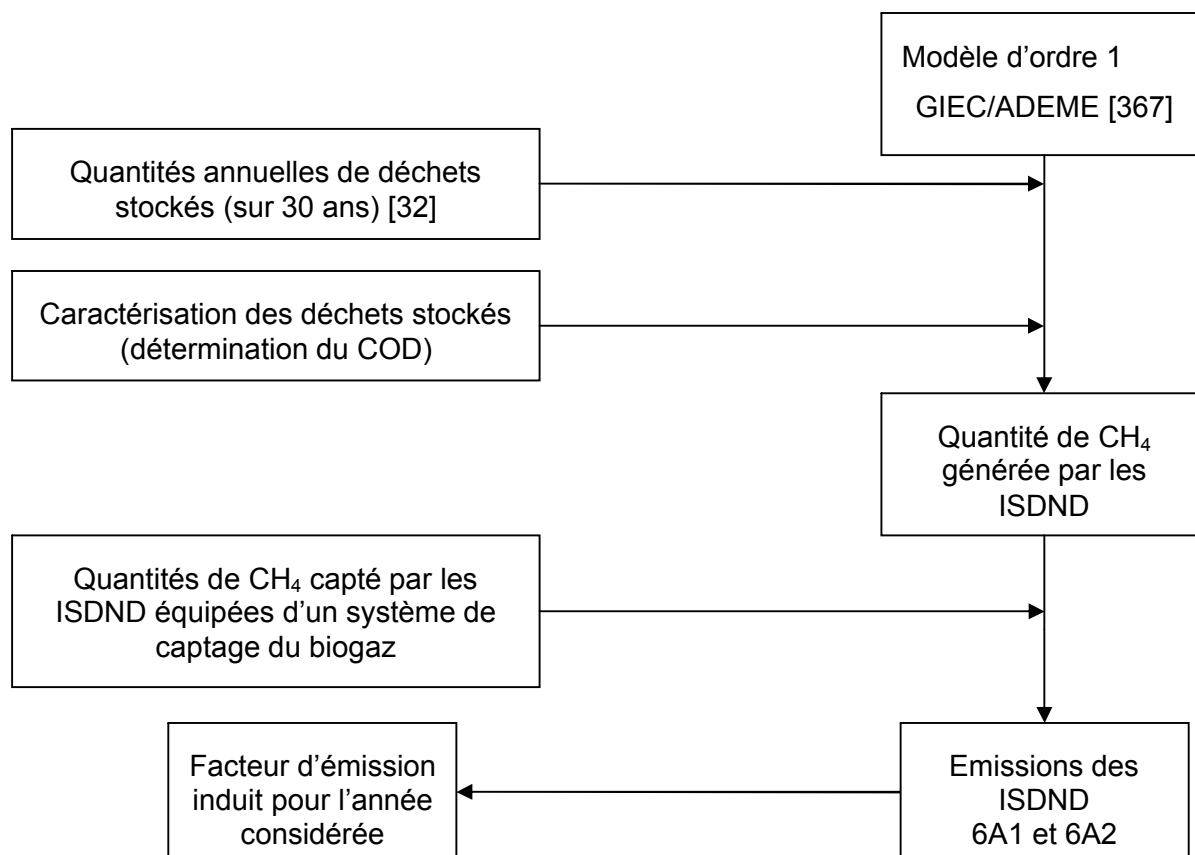 Modèle d’ordre 1
GIEC/ADEME [367]
Quantités annuelles de déchets
stockés (sur 30 ans) [32]
Caractérisation des déchets stockés
(détermination du COD)
Quantité de CH₄
générée par les
ISDND
Quantités de CH₄ capté par les
ISDND équipées d’un système de
captage du biogaz
Facteur d’émission
induit pour l’année
considérée
Emissions des
ISDND
6A1 et 6A2